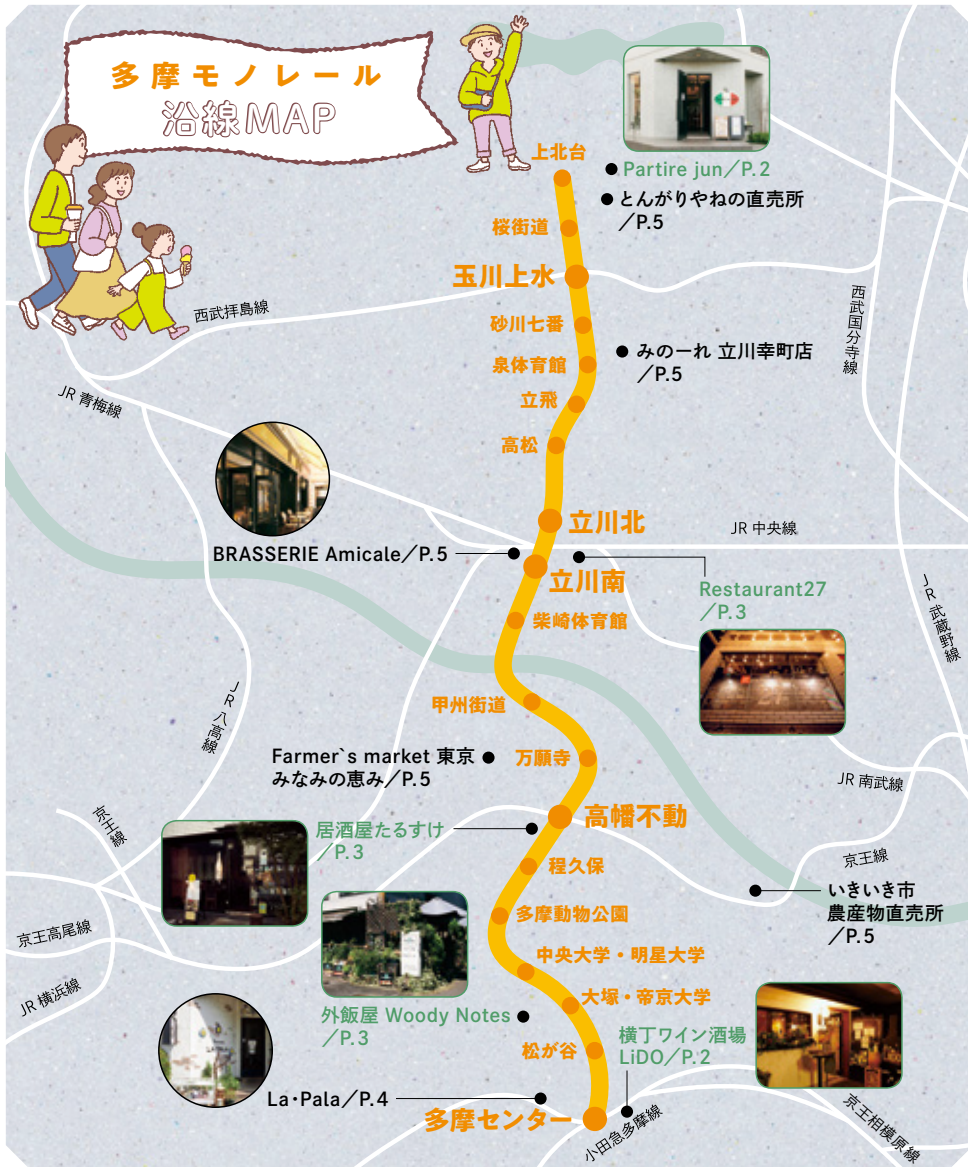 多摩モノレール
沿線MAP
上北台
Partire jun／P.2
とんがりやねの直売所
／P.5
桜街道
玉川上水
西武拝島線
西武国分寺線
砂川七番
みのーれ 立川幸町店
／P.5
泉体育館
JR 青梅線
立飛
高松
立川北
JR 中央線
BRASSERIE Amicale／P.5
立川南
Restaurant27
／P.3
JR 武蔵野線
柴崎体育館
JR 八高線
甲州街道
Farmer`s market 東京
みなみの恵み／P.5
万願寺
JR 南武線
京王線
居酒屋たるすけ
／P.3
高幡不動
京王線
程久保
いきいき市
農産物直売所
／P.5
多摩動物公園
京王高尾線
中央大学・明星大学
JR 横浜線
大塚・帝京大学
外飯屋 Woody Notes
／P.3
横丁ワイン酒場
LiDO／P.2
松が谷
La･Pala／P.4
多摩センター
小田急多摩線
京王相模原線